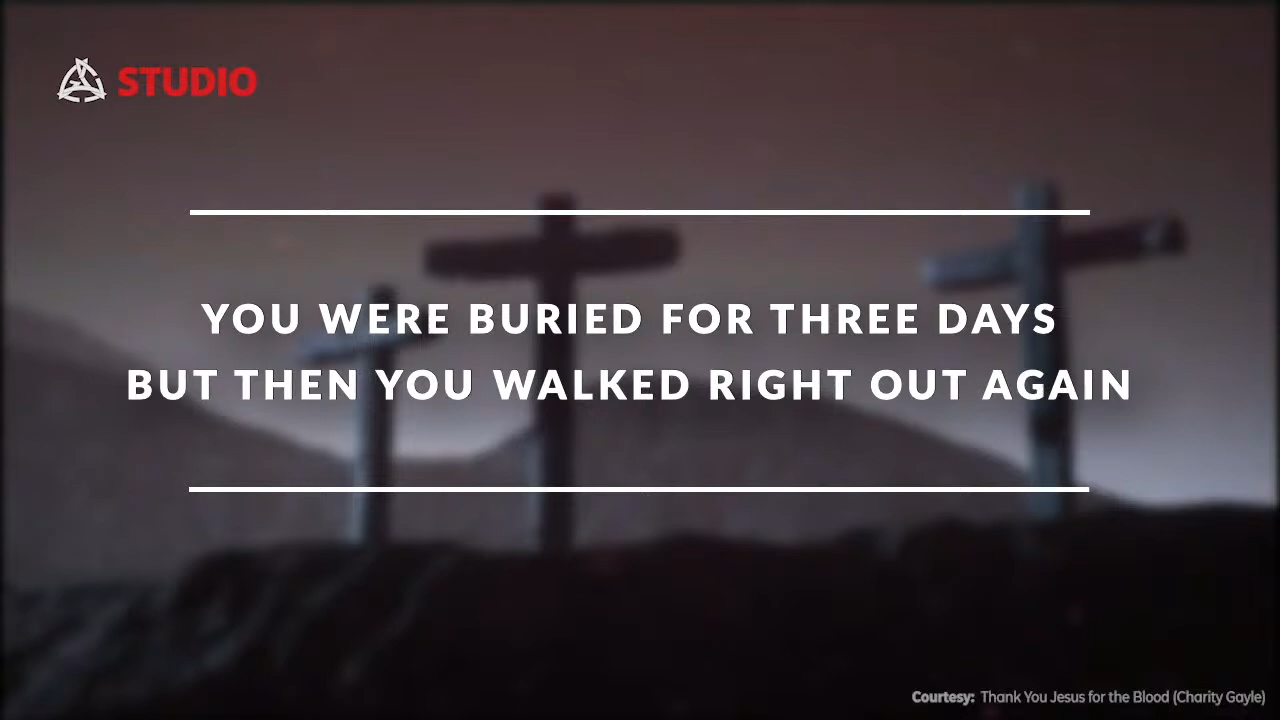 STUDIO
YOU WERE BURIED FOR THREE DAYS
BUT THEN YOU WALKED RIGHT OUT AGAIN
Courtesy: Thank You Jesus for the Blood (Charity Gayle)